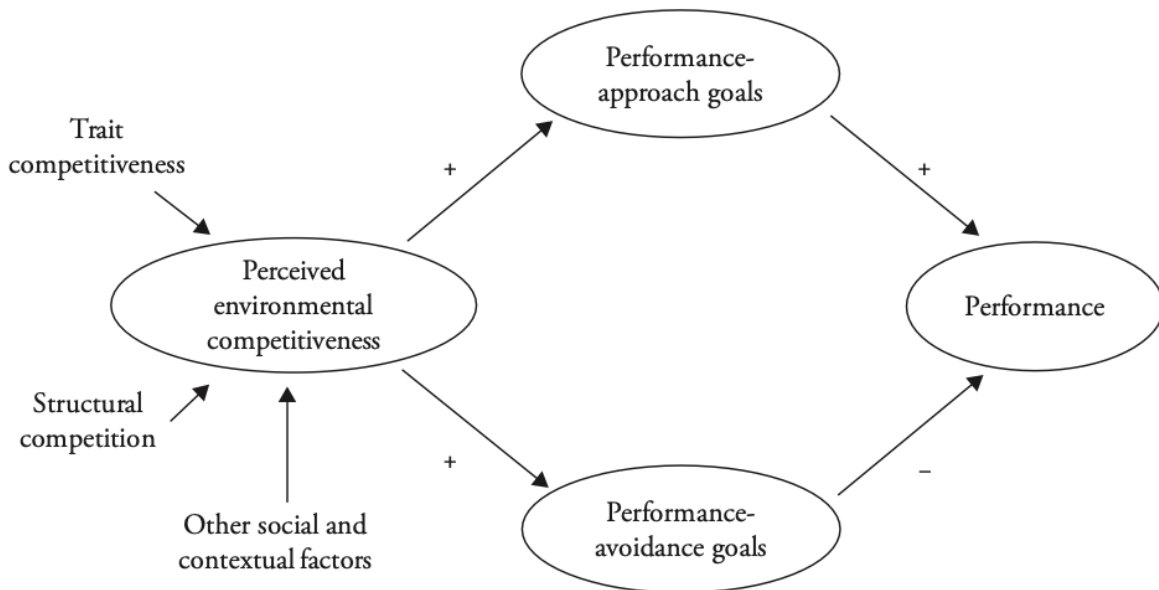 Performance-
approach goals
Trait
competitiveness
+
+
Perceived
environmental
competitiveness
Performance
Structural
competition
+
−
Performance-
avoidance goals
Other social and
contextual factors